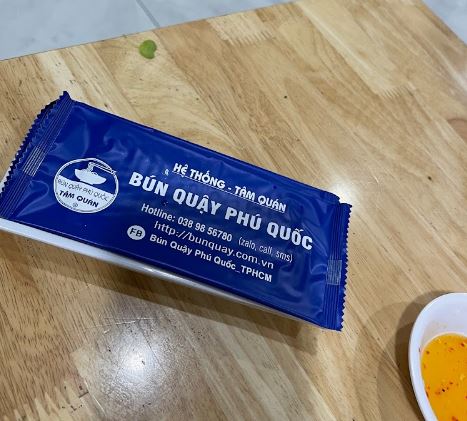 BÚN QUẬY PHÚ QUỐC
TÂM QUÁN
HỆ THỐNG - TÂM QUÁN
BÚN QUẬY PHÚ QUỐC
Hotline: 038 98 56780 (zalo, call, sms)
http://bunquay.com.vn
FB Bún Quậy Phú Quốc_TPHCM